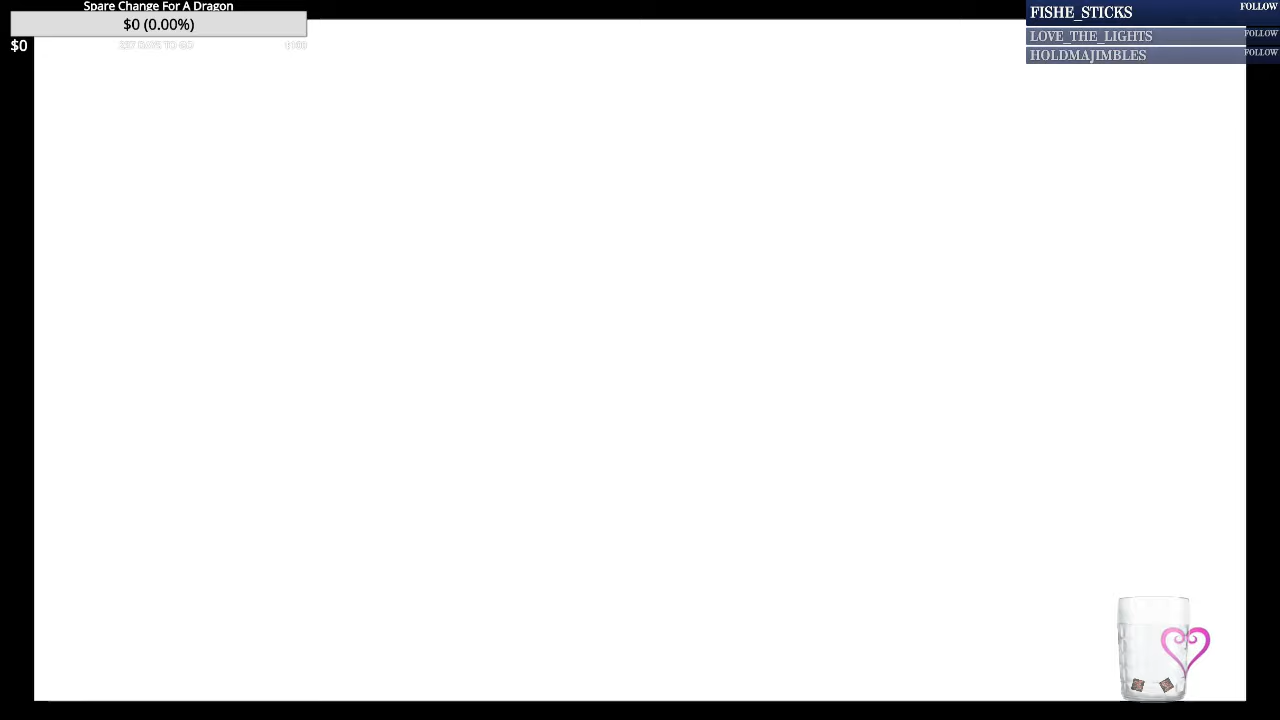 Spare Change For A Dragon
$0 (0.00%)
$0
FISHE_STICKS FOLLOW
LOVE_THE_LIGHTS FOLLOW
HOLDMAJIMBLES FOLLOW